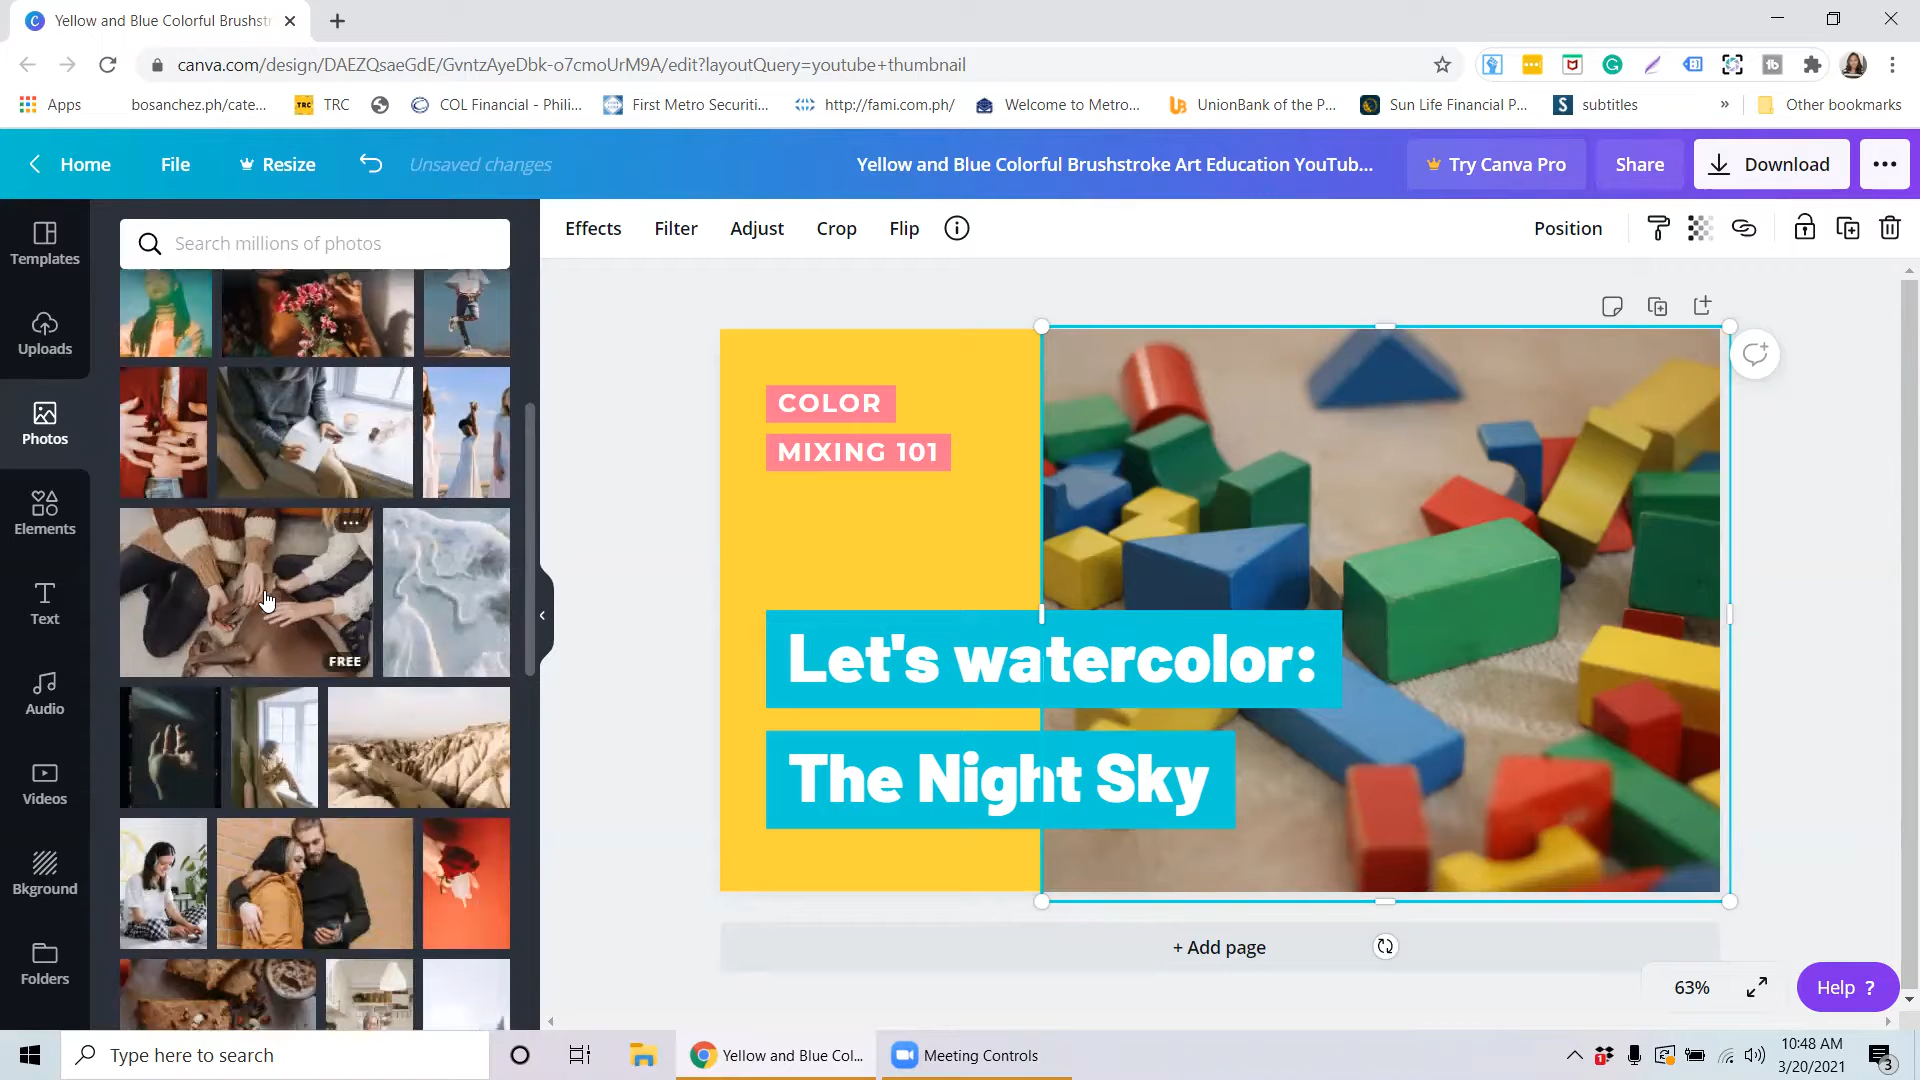 Yellow and Blue Colorful Brushstr
canva.com/design/DAEZQsaeGdE/GvntzAyeDbk-o7cmoUrM9A/edit?layoutQuery=youtube+thumbnail
Apps
bosanchez.ph/cate...
TRC
TRC
COL Financial - Phili...
First Metro Securiti...
http://fami.com.ph/
Welcome to Metro...
UB
UnionBank of the P...
Sun Life Financial P...
S
subtitles
»
Other bookmarks
Home
File
Resize
Unsaved changes
Yellow and Blue Colorful Brushstroke Art Education YouTub...
Try Canva Pro
Share
Download
Templates
Uploads
Photos
Elements
Text
Audio
Videos
Bkground
Folders
Search millions of photos
FREE
Effects
Filter
Adjust
Crop
Flip
Position
COLOR
MIXING 101
Let's watercolor:
The Night Sky
+ Add page
63%
Help ?
Type here to search
Yellow and Blue Col...
Meeting Controls
10:48 AM
3/20/2021
3